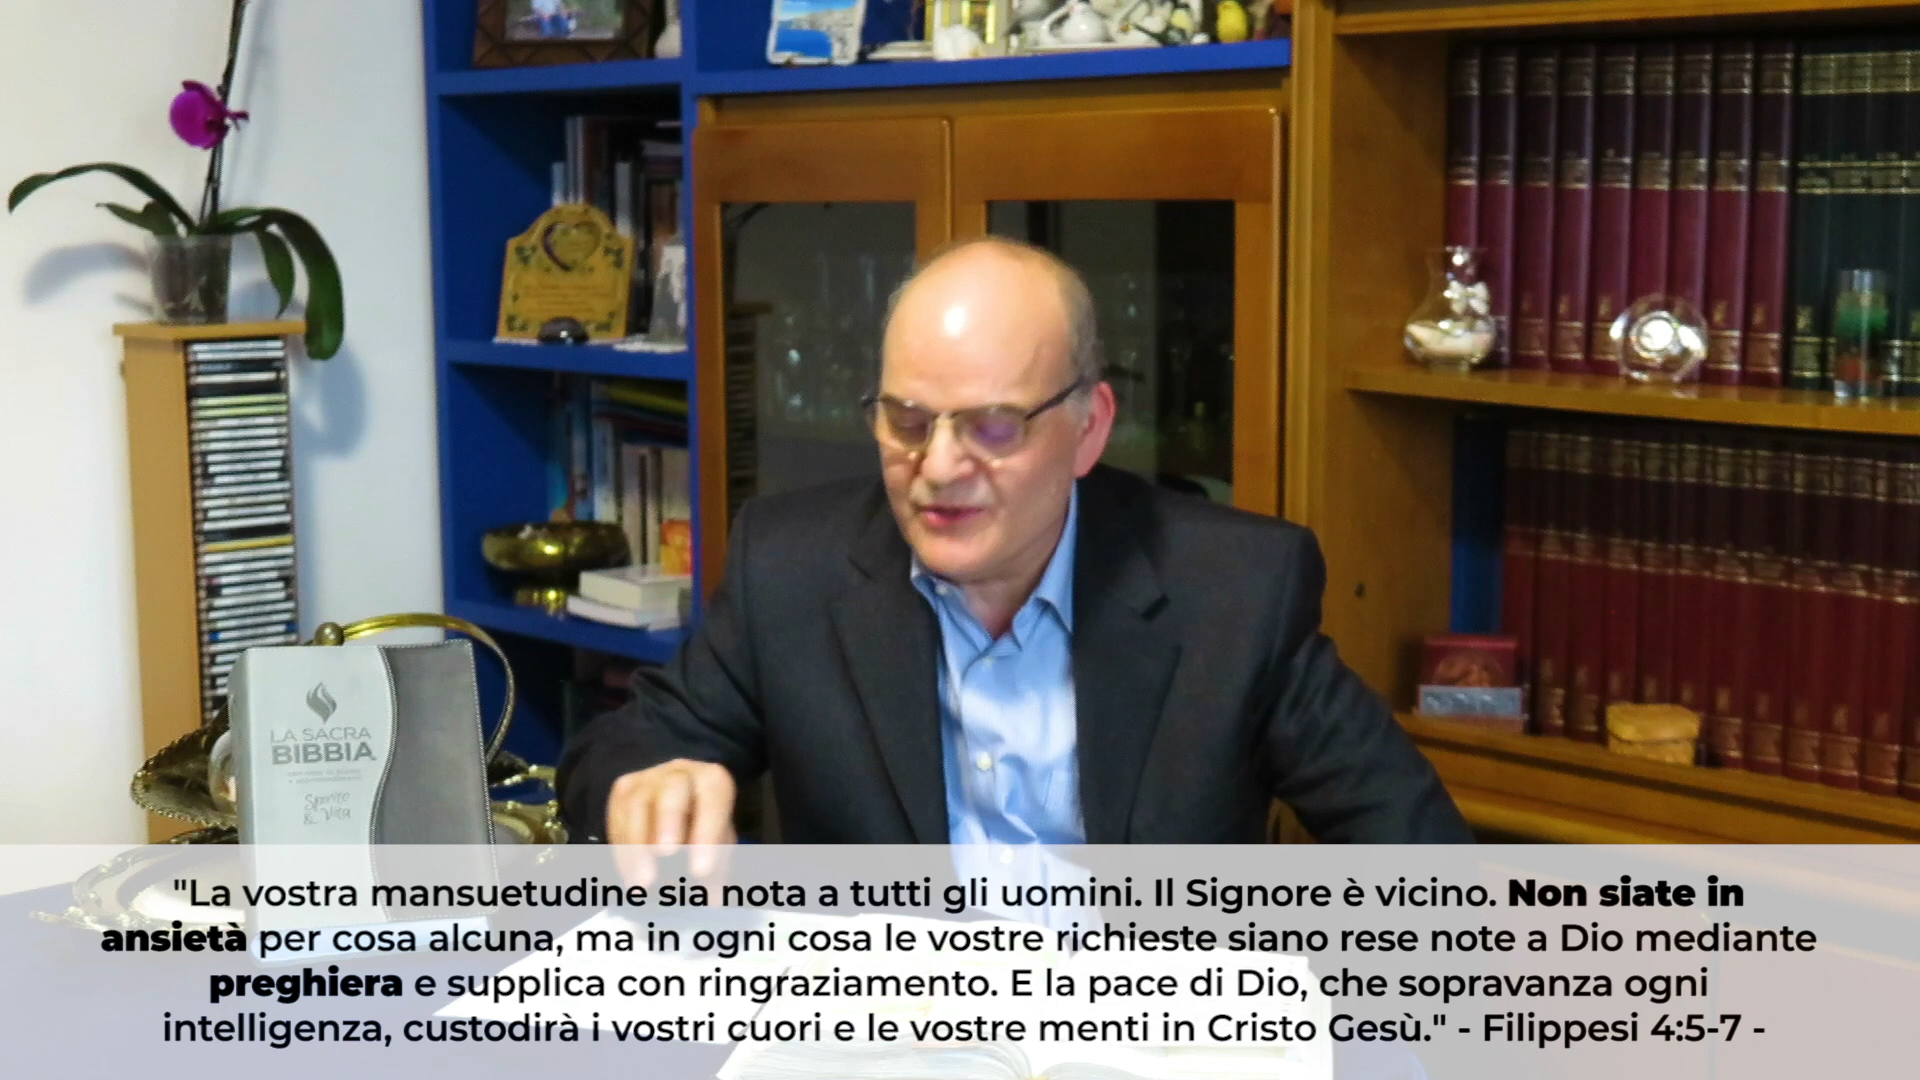 LA SACRA
BIBBIA
Spirito
& Vita
"La vostra mansuetudine sia nota a tutti gli uomini. Il Signore è vicino. Non siate in
ansietà per cosa alcuna, ma in ogni cosa le vostre richieste siano rese note a Dio mediante
preghiera e supplica con ringraziamento. E la pace di Dio, che sopravanza ogni
intelligenza, custodirà i vostri cuori e le vostre menti in Cristo Gesù." - Filippesi 4:5-7 -